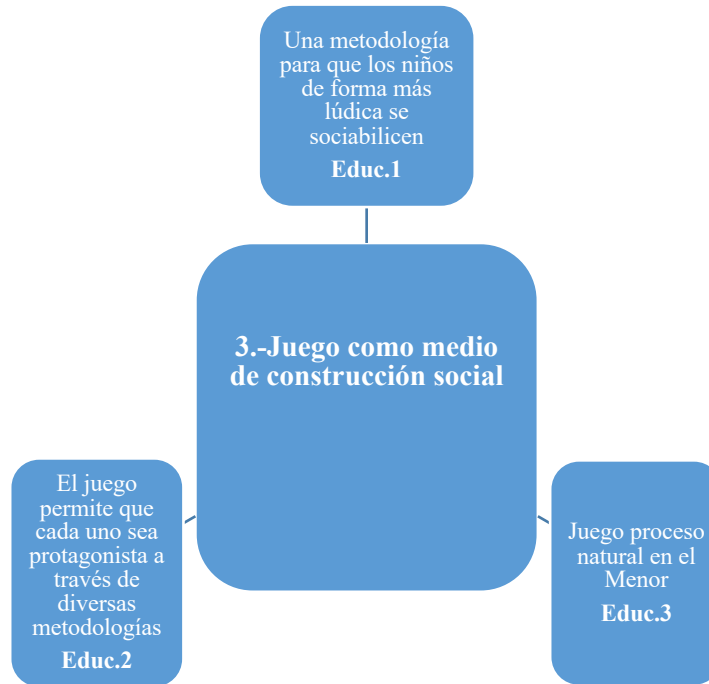 Una metodología
para que los niños
de forma más
lúdica se
sociabilicen
Educ.1
3.-Juego como medio
de construcción social
El juego
permite que
cada uno sea
protagonista a
través de
diversas
metodologías
Educ.2
Juego proceso
natural en el
Menor
Educ.3